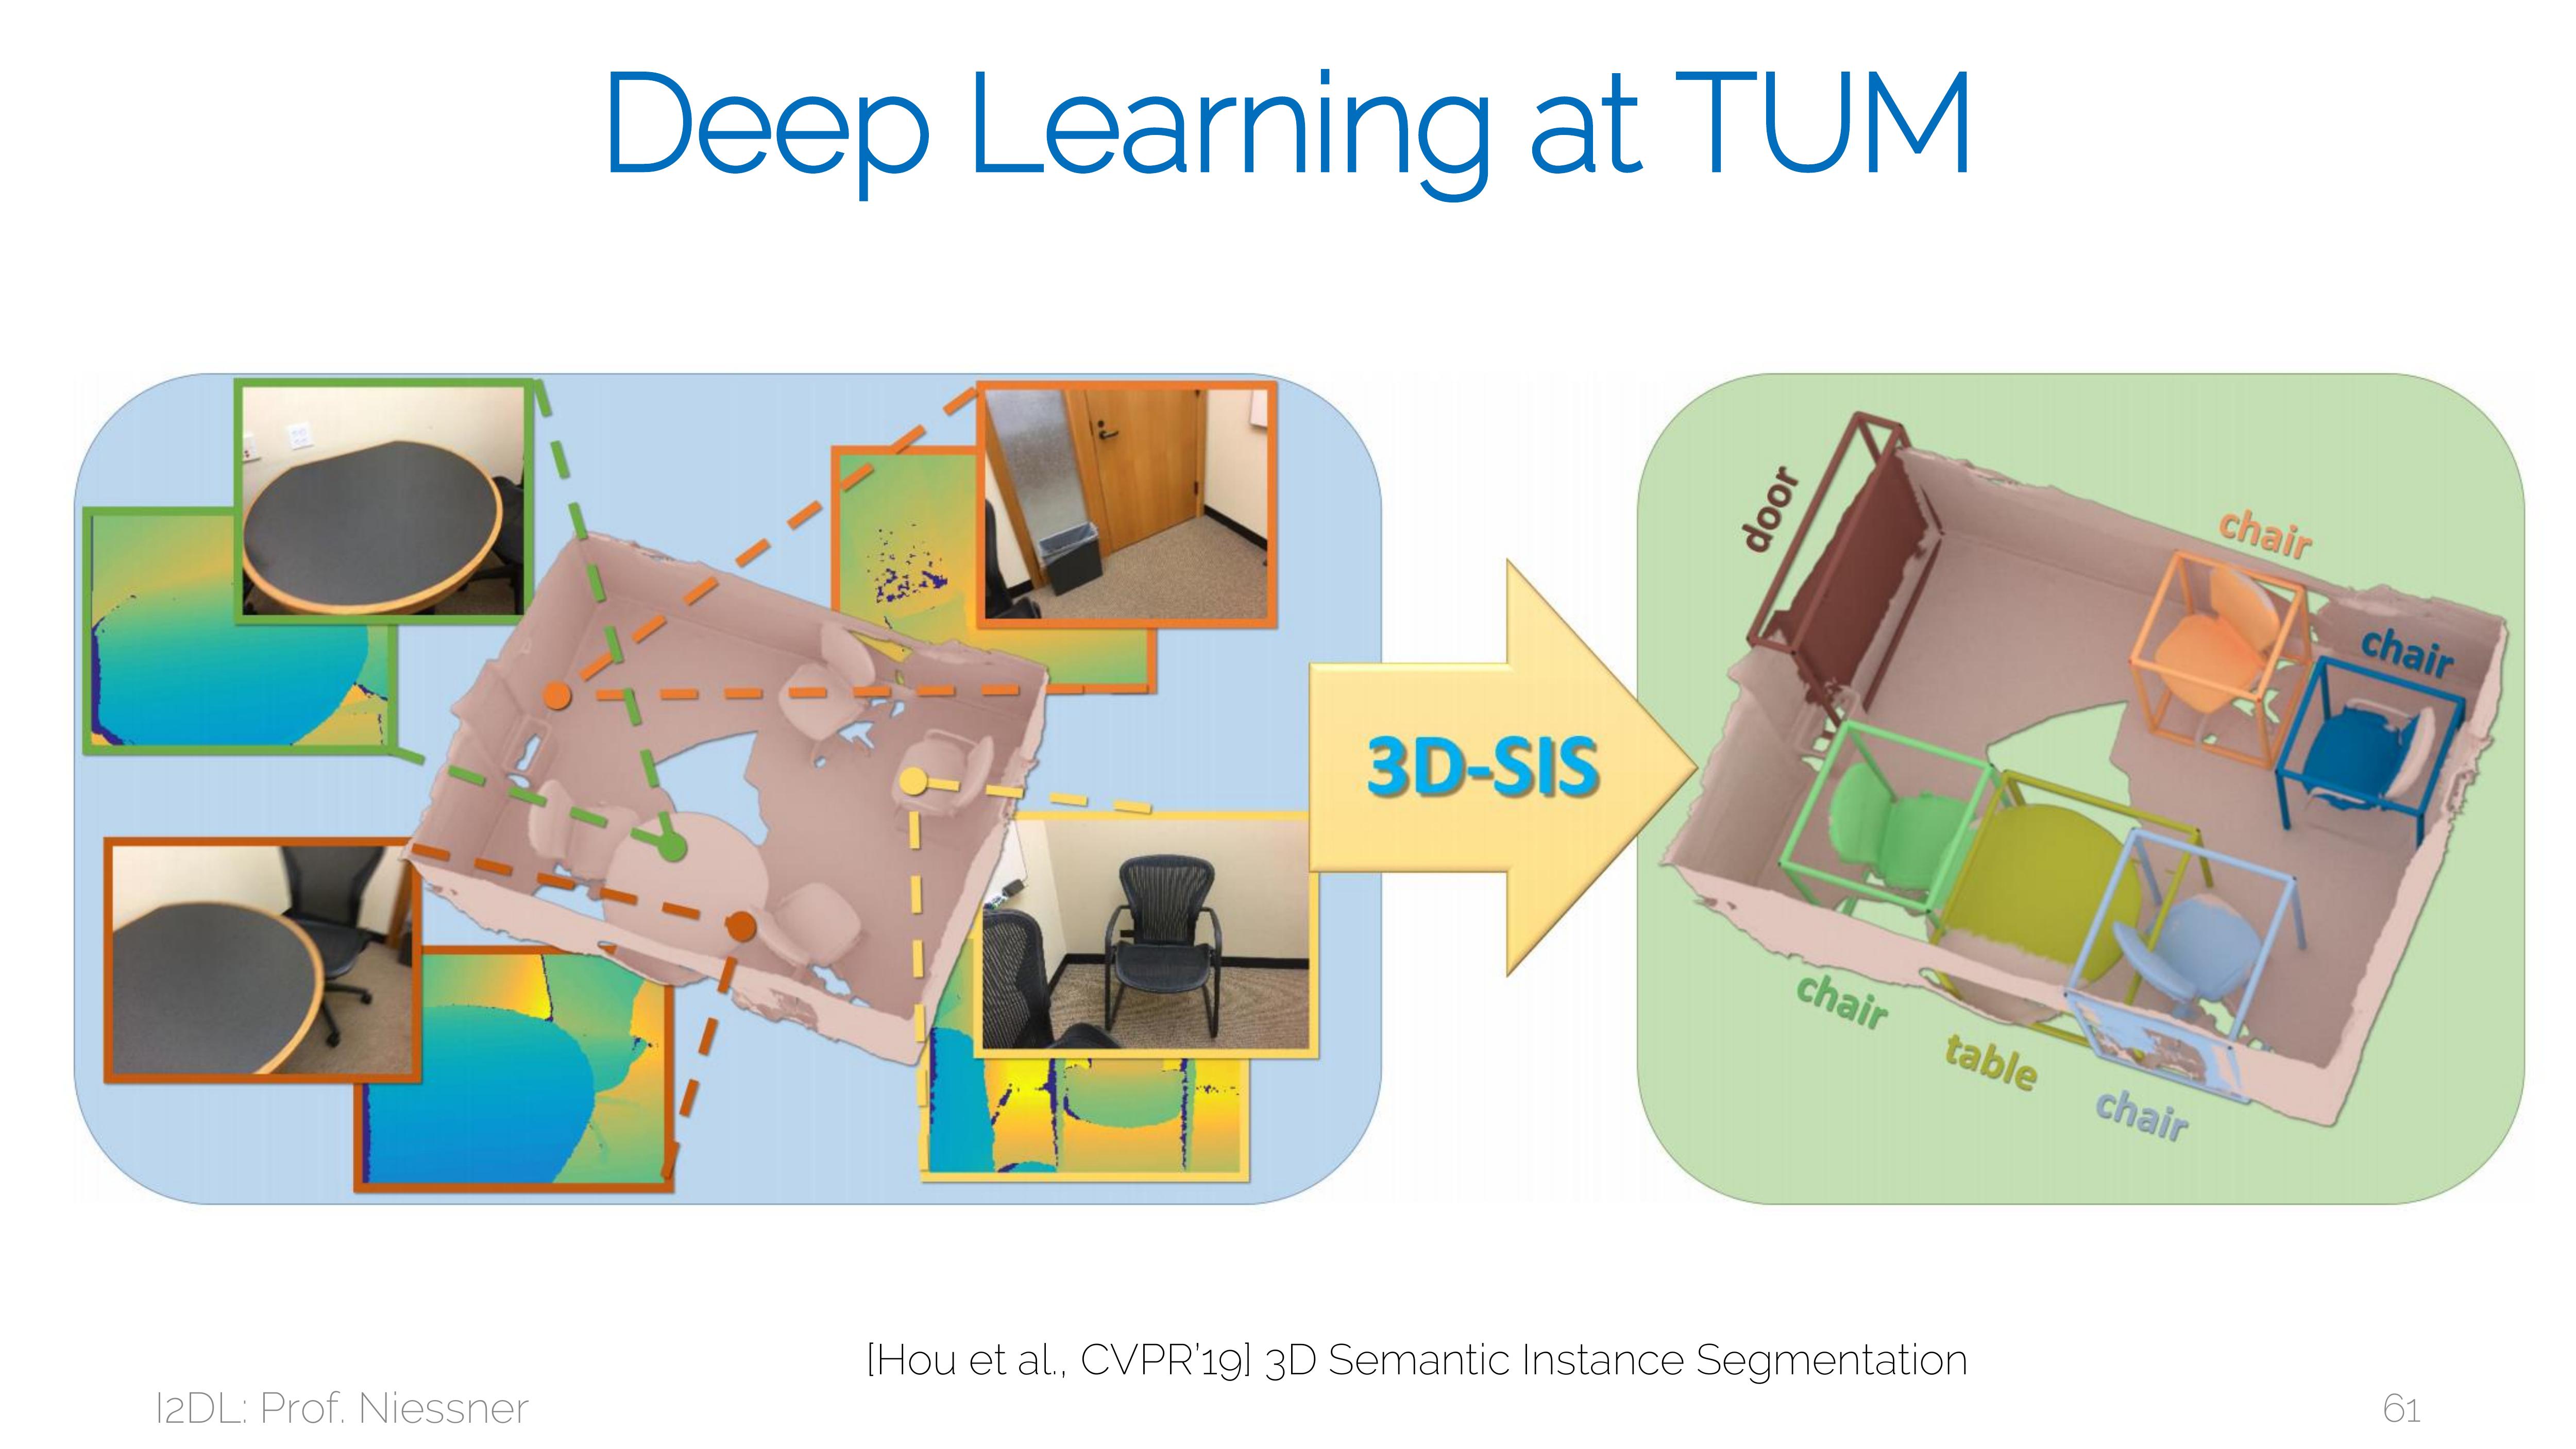 Deep Learning at TUM
door
chair
chair
3D-SIS
chair
table
chair
[Hou et al., CVPR'19] 3D Semantic Instance Segmentation
I2DL: Prof. Niessner
61